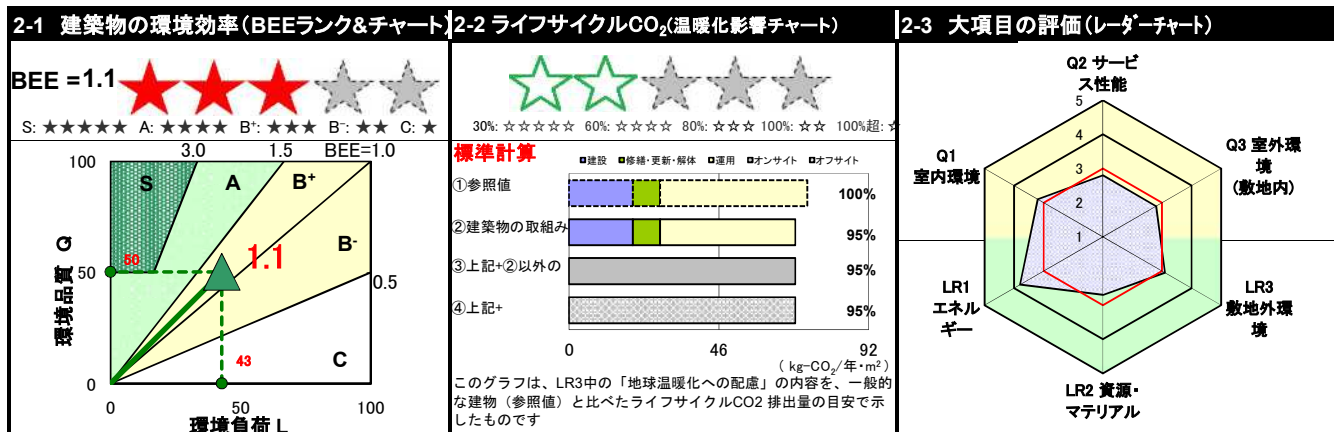 2-1 建築物の環境効率(BEEランク&チャート)
BEE = 1.1
S: ★★★★★ A: ★★★★ B⁺: ★★★ B⁻: ★★ C: ★
3.0 1.5 BEE=1.0
100
S A B⁺
B⁻
1.1
50
50
0.5
43
C
0
環境品質 Q
0 50 100
環境負荷 L
2-2 ライフサイクルCO₂(温暖化影響チャート)
30%: ☆☆☆☆☆ 60%: ☆☆☆☆ 80%: ☆☆☆ 100%: ☆☆ 100%超: ☆
標準計算
■建設 ■修繕・更新・解体 □運用 ■オンサイト ■オフサイト
①参照値 100%
②建築物の取組み 95%
③上記+②以外の 95%
④上記+ 95%
0 46 92
( kg-CO₂/年・m²)
このグラフは、LR3中の「地球温暖化への配慮」の内容を、一般的
な建物(参照値)と比べたライフサイクルCO2 排出量の目安で示
したものです
2-3 大項目の評価(レーダーチャート)
Q2 サービ
ス性能
5
4
3
2
1
Q1
室内環境
Q3 室外環
境
(敷地内)
LR1
エネル
ギー
LR3
敷地外環
境
LR2 資源・
マテリアル